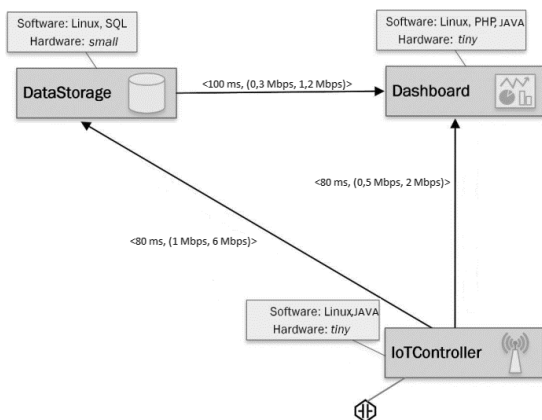 Software: Linux, SQL
Hardware: small
DataStorage
<100 ms, (0,3 Mbps, 1,2 Mbps)>
Software: Linux, PHP, JAVA
Hardware: tiny
Dashboard
<80 ms, (0,5 Mbps, 2 Mbps)>
<80 ms, (1 Mbps, 6 Mbps)>
Software: Linux,JAVA
Hardware: tiny
IoTController